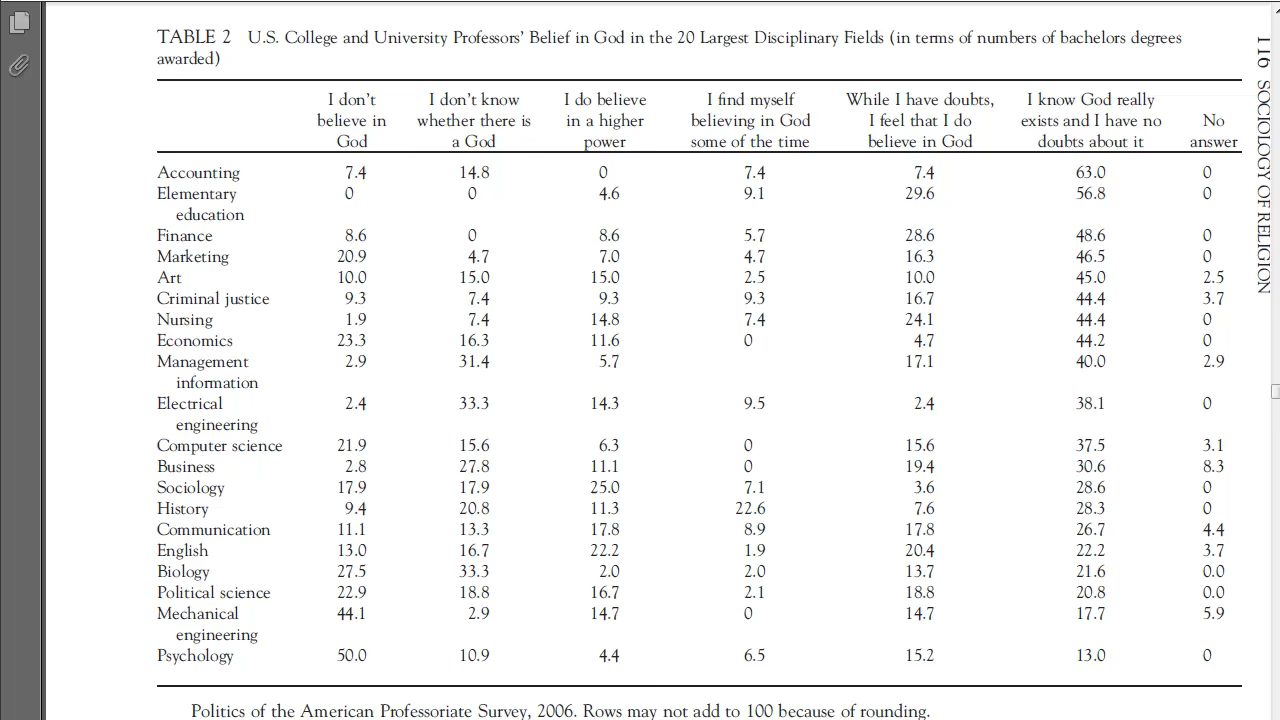 TABLE 2 U.S. College and University Professors' Belief in God in the 20 Largest Disciplinary Fields (in terms of numbers of bachelors degrees
awarded)
I don't I don't know I do believe I find myself While I have doubts, I know God really
believe in whether there is in a higher believing in God I feel that I do exists and I have no No
God a God power some of the time believe in God doubts about it answer
Accounting 7.4 14.8 0 7.4 7.4 63.0 0
Elementary 0 0 4.6 9.1 29.6 56.8 0
education
Finance 8.6 0 8.6 5.7 28.6 48.6 0
Marketing 20.9 4.7 7.0 4.7 16.3 46.5 0
Art 10.0 15.0 15.0 2.5 10.0 45.0 2.5
Criminal justice 9.3 7.4 9.3 9.3 16.7 44.4 3.7
Nursing 1.9 7.4 14.8 7.4 24.1 44.4 0
Economics 23.3 16.3 11.6 0 4.7 44.2 0
Management 2.9 31.4 5.7 17.1 40.0 2.9
information
Electrical 2.4 33.3 14.3 9.5 2.4 38.1 0
engineering
Computer science 21.9 15.6 6.3 0 15.6 37.5 3.1
Business 2.8 27.8 11.1 0 19.4 30.6 8.3
Sociology 17.9 17.9 25.0 7.1 3.6 28.6 0
History 9.4 20.8 11.3 22.6 7.6 28.3 0
Communication 11.1 13.3 17.8 8.9 17.8 26.7 4.4
English 13.0 16.7 22.2 1.9 20.4 22.2 3.7
Biology 27.5 33.3 2.0 2.0 13.7 21.6 0.0
Political science 22.9 18.8 16.7 2.1 18.8 20.8 0.0
Mechanical 44.1 2.9 14.7 0 14.7 17.7 5.9
engineering
Psychology 50.0 10.9 4.4 6.5 15.2 13.0 0
Politics of the American Professoriate Survey, 2006. Rows may not add to 100 because of rounding.
116 SOCIOLOGY OF RELIGION